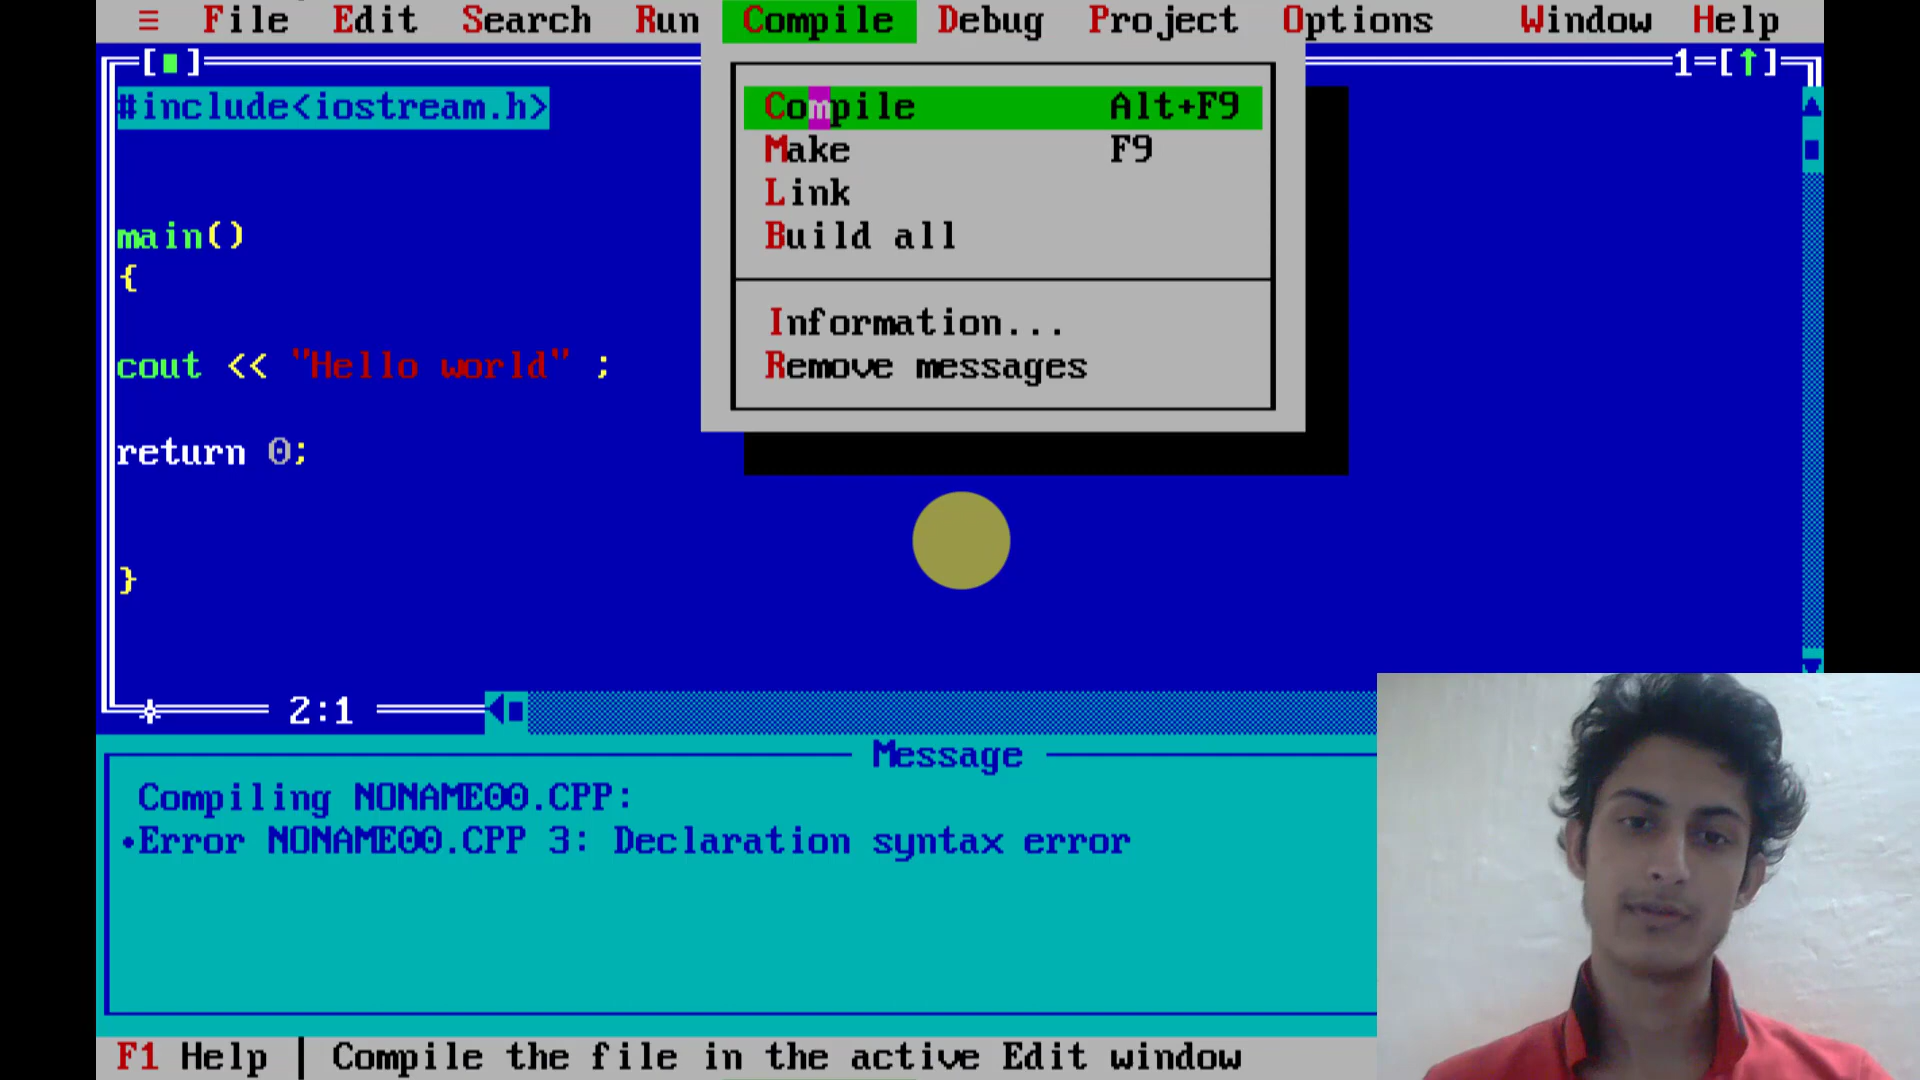 ≡ File Edit Search Run Compile Debug Project Options Window Help
[■] 1=[↑]
#include<iostream.h>
main()
{
cout << "Hello world" ;
return 0;
}
Compile Alt+F9
Make F9
Link
Build all
Information...
Remove messages
2:1
Message
Compiling NONAME00.CPP:
•Error NONAME00.CPP 3: Declaration syntax error
F1 Help | Compile the file in the active Edit window